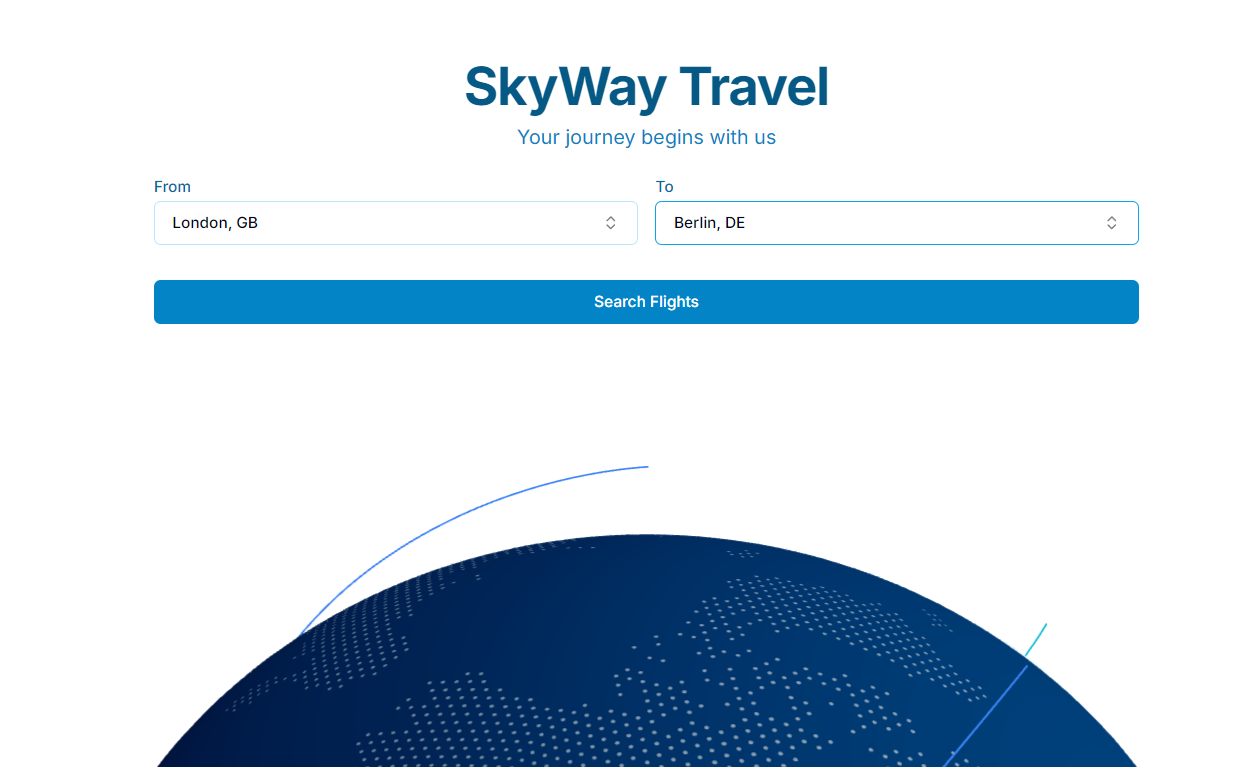 SkyWay Travel
Your journey begins with us
From
To
London, GB
Berlin, DE
Search Flights